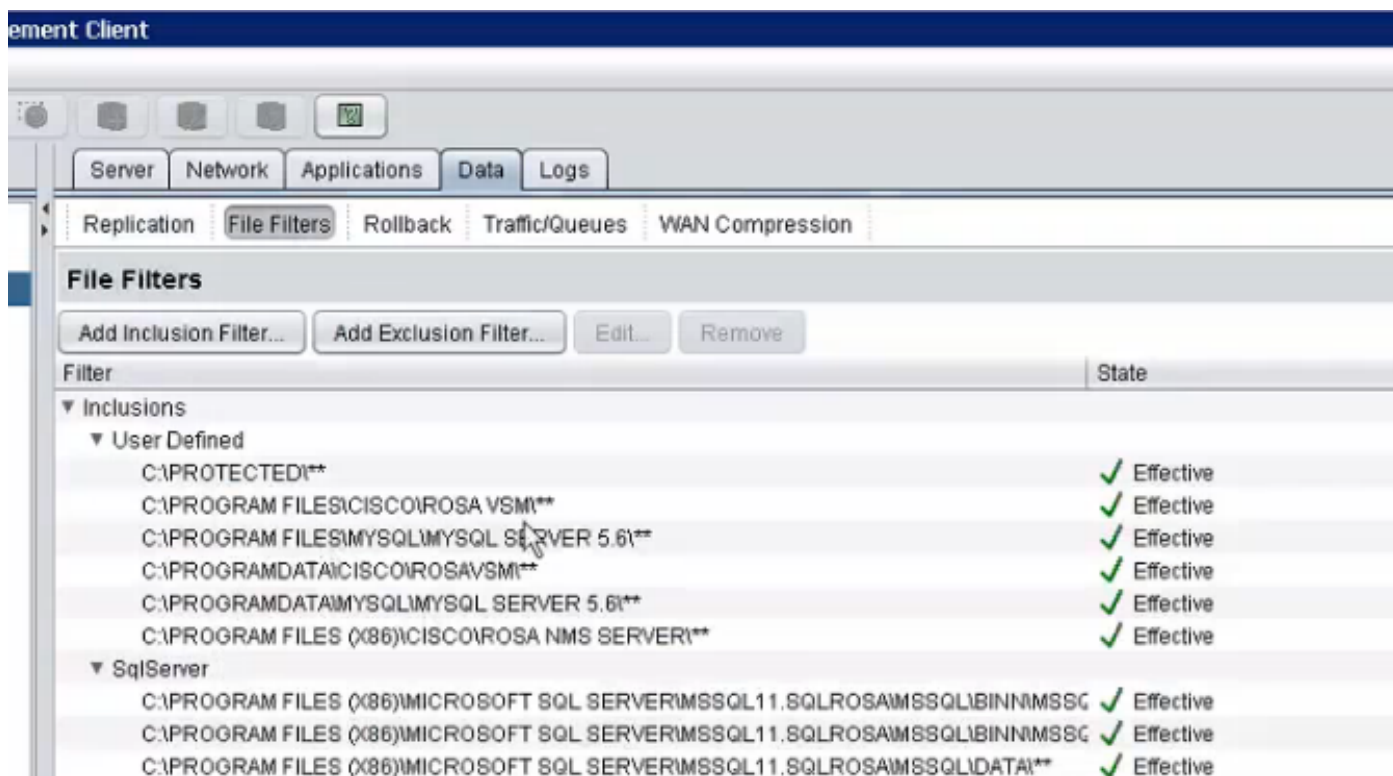 ement Client
Server Network Applications Data Logs
Replication File Filters Rollback Traffic/Queues WAN Compression
File Filters
Add Inclusion Filter... Add Exclusion Filter... Edit... Remove
Filter State
Inclusions
User Defined
C:\PROTECTED\** Effective
C:\PROGRAM FILES\CISCO\ROSA VSM\** Effective
C:\PROGRAM FILES\MYSQL\MYSQL SERVER 5.6\** Effective
C:\PROGRAMDATA\CISCO\ROSAVSM\** Effective
C:\PROGRAMDATA\MYSQL\MYSQL SERVER 5.6\** Effective
C:\PROGRAM FILES (X86)\CISCO\ROSA NMS SERVER\** Effective
SqlServer
C:\PROGRAM FILES (X86)\MICROSOFT SQL SERVER\MSSQL11.SQLROSA\MSSQL\BINN\MSSQ Effective
C:\PROGRAM FILES (X86)\MICROSOFT SQL SERVER\MSSQL11.SQLROSA\MSSQL\BINN\MSSQ Effective
C:\PROGRAM FILES (X86)\MICROSOFT SQL SERVER\MSSQL11.SQLROSA\MSSQL\DATA\** Effective